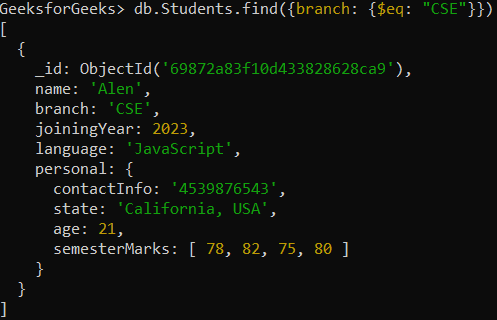 GeeksforGeeks> db.Students.find({branch: {$eq: "CSE"}})
[
  {
    _id: ObjectId('69872a83f10d433828628ca9'),
    name: 'Alen',
    branch: 'CSE',
    joiningYear: 2023,
    language: 'JavaScript',
    personal: {
      contactInfo: '4539876543',
      state: 'California, USA',
      age: 21,
      semesterMarks: [ 78, 82, 75, 80 ]
    }
  }
]